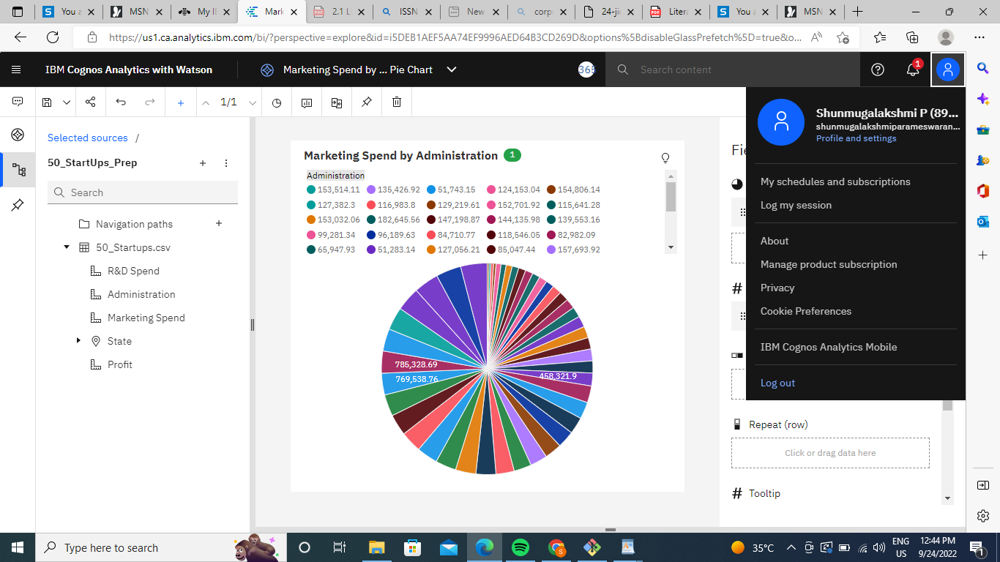 You a
MSN
My li
Mark
2.1 L
ISSN
New
corp
24-ji
Litera
You a
MSN
https://us1.ca.analytics.ibm.com/bi/?perspective=explore&id=i5DEB1AEF5AA74EF9996AED64B3CD269D&options%5BdisableGlassPrefetch%5D=true&o...
IBM Cognos Analytics with Watson
Marketing Spend by ... Pie Chart
365
Search content
1
1/1
Shunmugalakshmi P (89...
shunmugalakshmiparameswaran...
Profile and settings
My schedules and subscriptions
Log my session
About
Manage product subscription
Privacy
Cookie Preferences
IBM Cognos Analytics Mobile
Log out
Selected sources /
50_StartUps_Prep
Search
Navigation paths
50_Startups.csv
R&D Spend
Administration
Marketing Spend
State
Profit
Marketing Spend by Administration 1
Administration
153,514.11 135,426.92 51,743.15 124,153.04 154,806.14
127,382.3 116,983.8 129,219.61 152,701.92 115,641.28
153,032.06 182,645.56 147,198.87 144,135.98 139,553.16
99,281.34 96,189.63 84,710.77 118,546.05 82,982.09
65,947.93 51,283.14 127,056.21 85,047.44 157,693.92
785,328.69
769,538.76
458,321.9
Fie
Repeat (row)
Click or drag data here
Tooltip
Type here to search
35°C
ENG
US
12:44 PM
9/24/2022
1